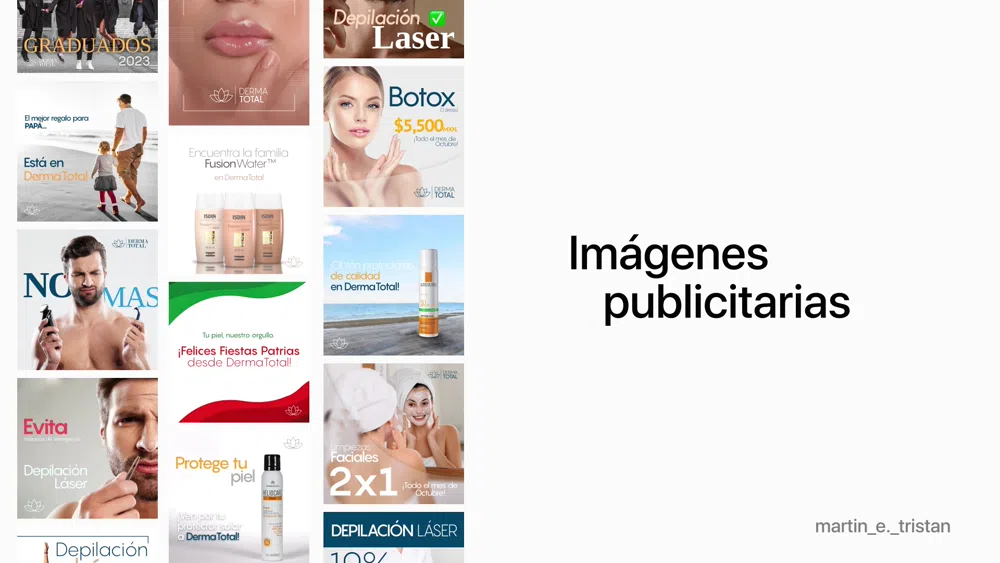 GRADUADOS
2023
El mejor regalo para
PAPÁ...
Está en
DermaTotal
DERMA
TOTAL
NO
MAS
Evita
Depilación
Láser
Depilación
DERMA
TOTAL
Encuentra la familia
FusionWater™
en DermaTotal
ISDIN
ISDIN
ISDIN
Tu piel, nuestro orgullo.
¡Felices Fiestas Patrias
desde DermaTotal!
Protege tu
piel
¡Ven por tu
protector solar
a DermaTotal!
HELIOCARE
Depilación ✅
Laser
Botox
$5,500
¡Todo el mes de
Octubre!
DERMA
TOTAL
de calidad
en DermaTotal!
DERMA
TOTAL
Limpiezas
Faciales
2x1
¡Todo el mes de
Octubre!
DEPILACIÓN LÁSER
10%
Imágenes
publicitarias
martin_e._tristan